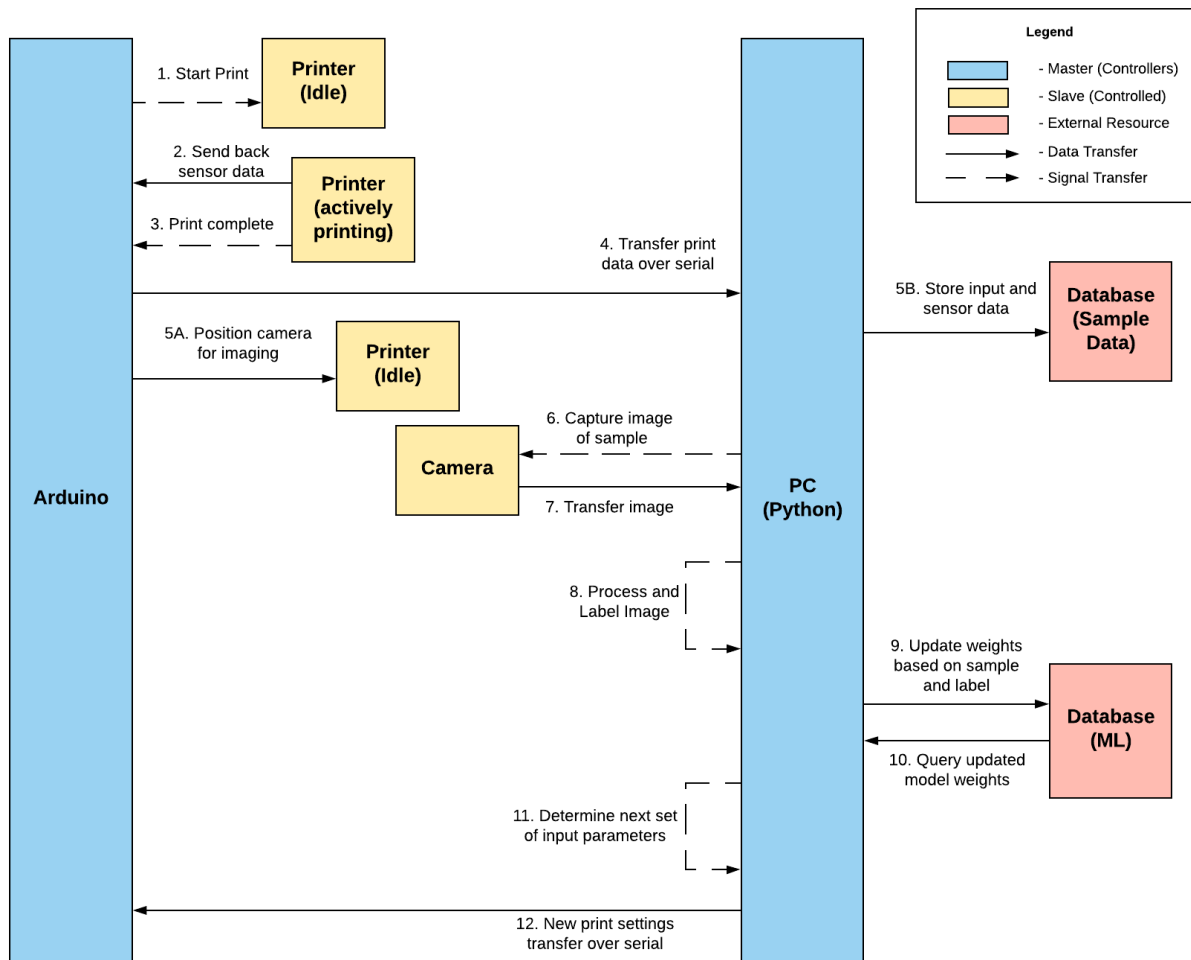 Legend
- Master (Controllers)
- Slave (Controlled)
- External Resource
- Data Transfer
- Signal Transfer
1. Start Print
Printer
(Idle)
2. Send back
sensor data
Printer
(actively
printing)
3. Print complete
4. Transfer print
data over serial
5B. Store input and
sensor data
Database
(Sample
Data)
5A. Position camera
for imaging
Printer
(Idle)
6. Capture image
of sample
Camera
7. Transfer image
Arduino
PC
(Python)
8. Process and
Label Image
9. Update weights
based on sample
and label
Database
(ML)
10. Query updated
model weights
11. Determine next set
of input parameters
12. New print settings
transfer over serial